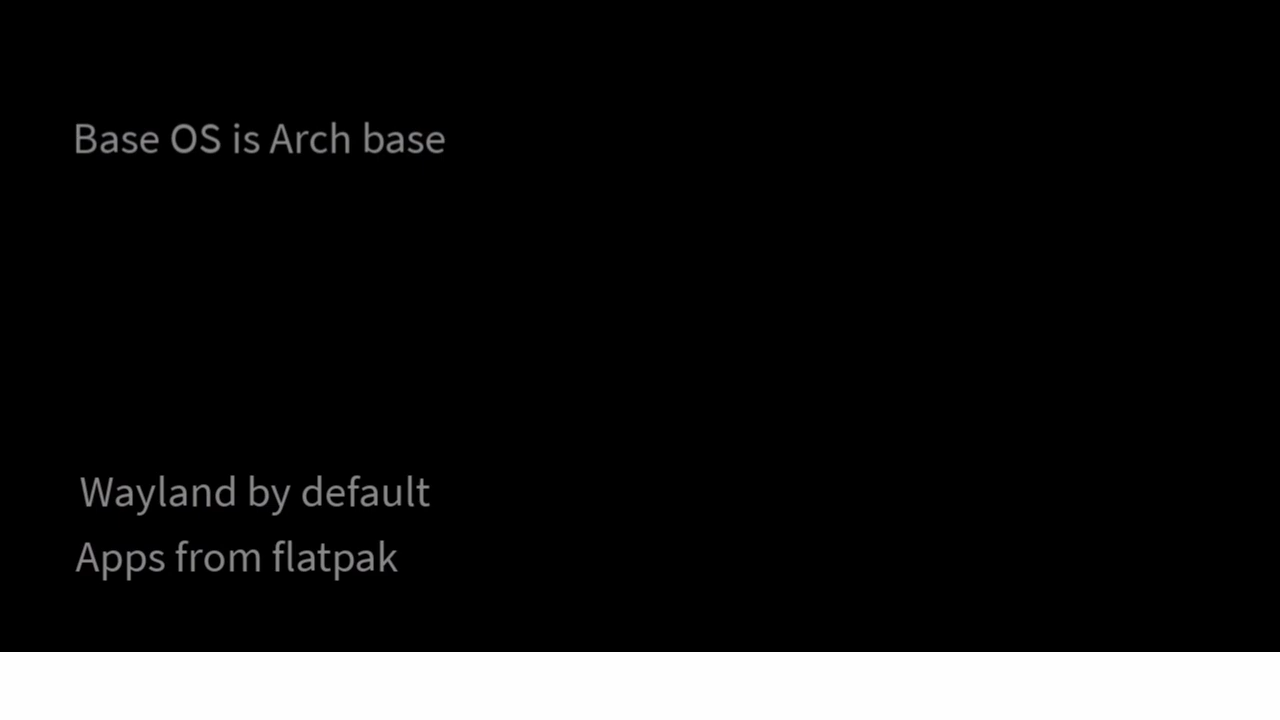 Base OS is Arch base
Wayland by default
Apps from flatpak